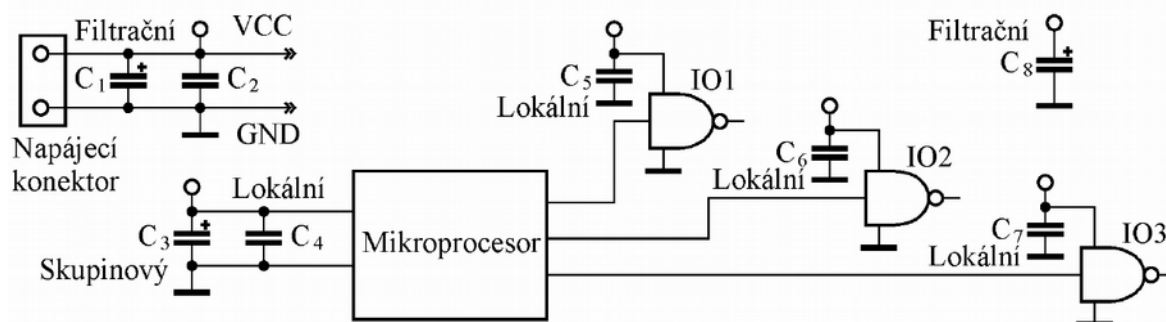 Filtrační
VCC
C1
C2
GND
Napájecí
konektor
C5
Lokální
IO1
Filtrační
C8
C6
Lokální
IO2
Lokální
C3
C4
Skupinový
Mikroprocesor
C7
Lokální
IO3